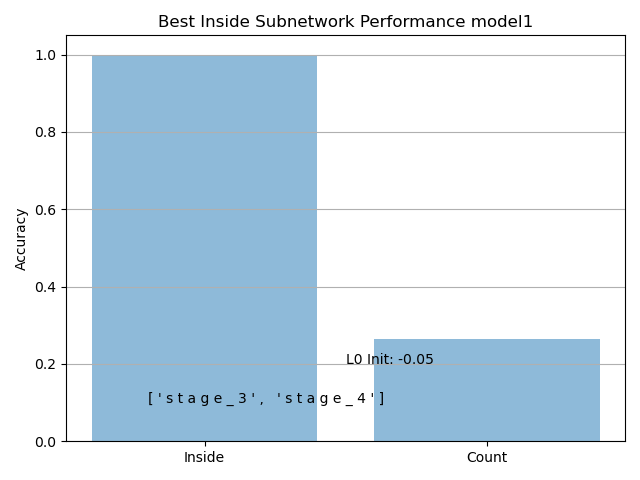 Best Inside Subnetwork Performance model1
1.0
0.8
0.6
0.4
0.2
0.0
Accuracy
L0 Init: -0.05
['stage_3', 'stage_4']
Inside
Count